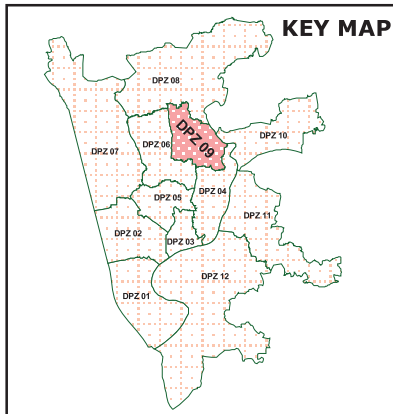 KEY MAP
DPZ 08
DPZ 09
DPZ 10
DPZ 06
DPZ 07
DPZ 05
DPZ 04
DPZ 11
DPZ 02
DPZ 03
DPZ 12
DPZ 01